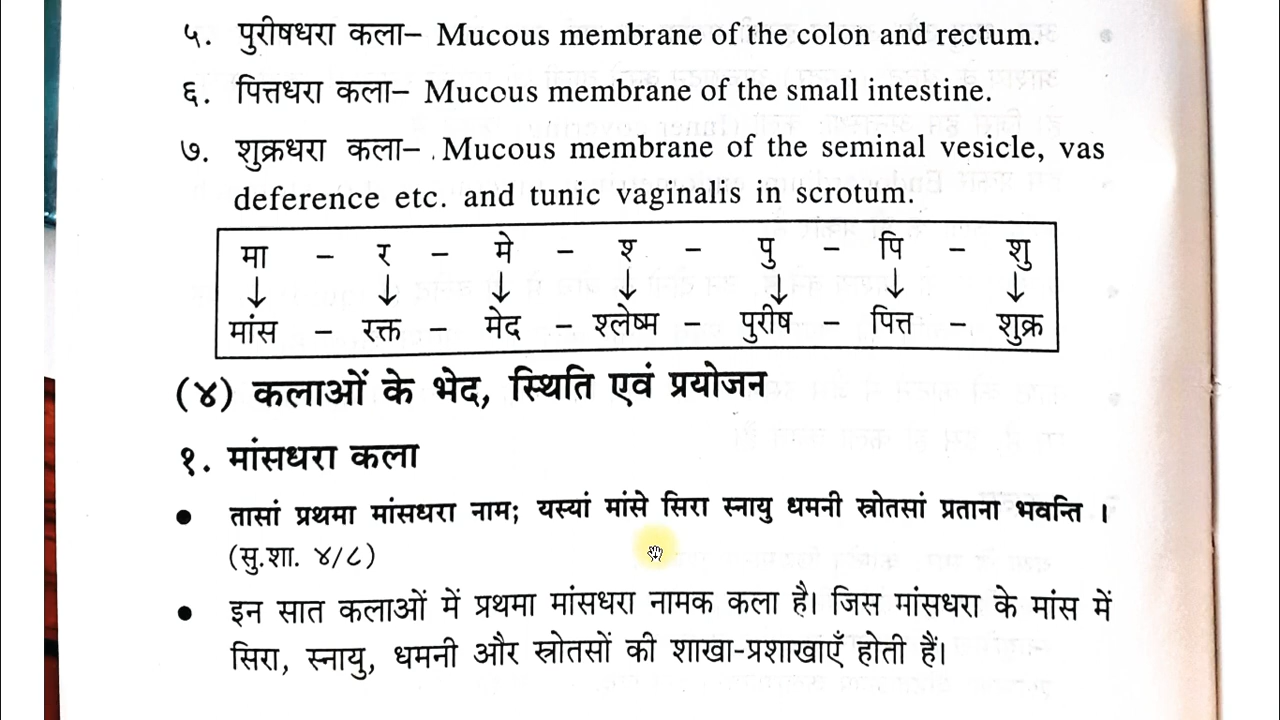 ५. पुरीषधरा कला– Mucous membrane of the colon and rectum.
६. पित्तधरा कला– Mucous membrane of the small intestine.
७. शुक्रधरा कला– . Mucous membrane of the seminal vesicle, vas
deference etc. and tunic vaginalis in scrotum.
मा – र – मे – श्‍ – पु – पि – शु
↓ ↓ ↓ ↓ ↓ ↓ ↓
मांस – रक्त – मेद – श्लेष्म – पुरीष – पित्त – शुक्र
(४) कलाओं के भेद, स्थिति एवं प्रयोजन
१. मांसधरा कला
● तासां प्रथमा मांसधरा नाम; यस्यां मांसे सिरा स्नायु धमनी स्रोतसां प्रताना भवन्ति ।
(सु.शा. ४/८)
● इन सात कलाओं में प्रथमा मांसधरा नामक कला है। जिस मांसधरा के मांस में
सिरा, स्नायु, धमनी और स्रोतसों की शाखा-प्रशाखाएँ होती हैं।